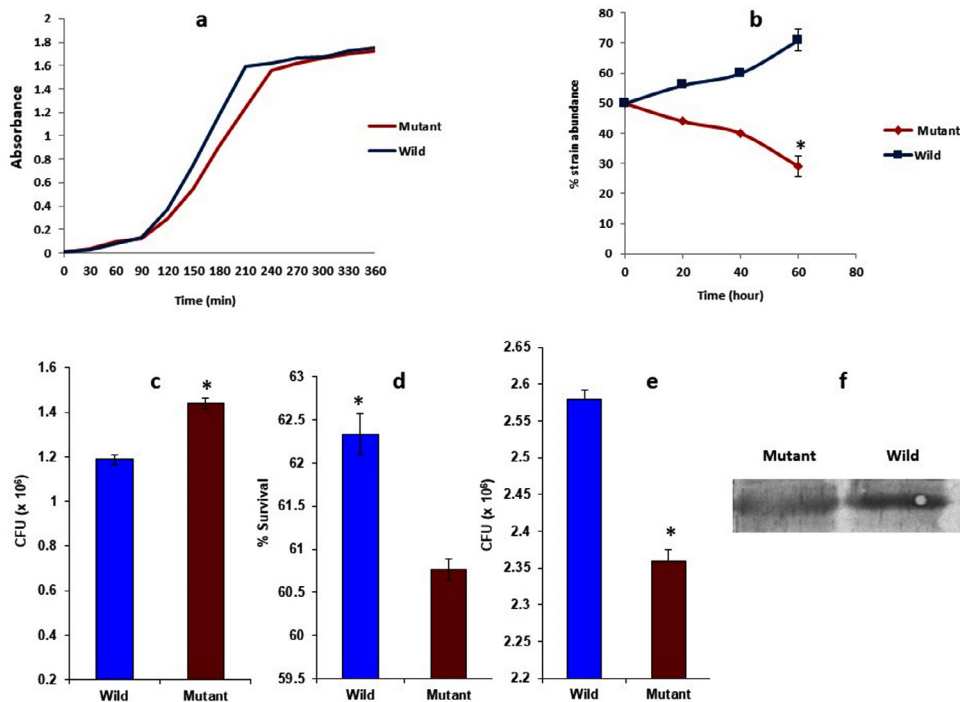 a
2
1.8
1.6
1.4
1.2
1
0.8
0.6
0.4
0.2
0
Absorbance
0 30 60 90 120 150 180 210 240 270 300 330 360
Time (min)
Mutant
Wild
b
80
70
60
50
40
30
20
10
0
% strain abundance
*
0 20 40 60 80
Time (hour)
Mutant
Wild
c
1.6
1.4
1.2
1
0.8
0.6
0.4
0.2
CFU (x 10⁶)
*
Wild Mutant
d
63
62.5
62
61.5
61
60.5
60
59.5
% Survival
*
Wild Mutant
e
2.65
2.6
2.55
2.5
2.45
2.4
2.35
2.3
2.25
2.2
CFU (x 10⁶)
*
Wild Mutant
f
Mutant Wild